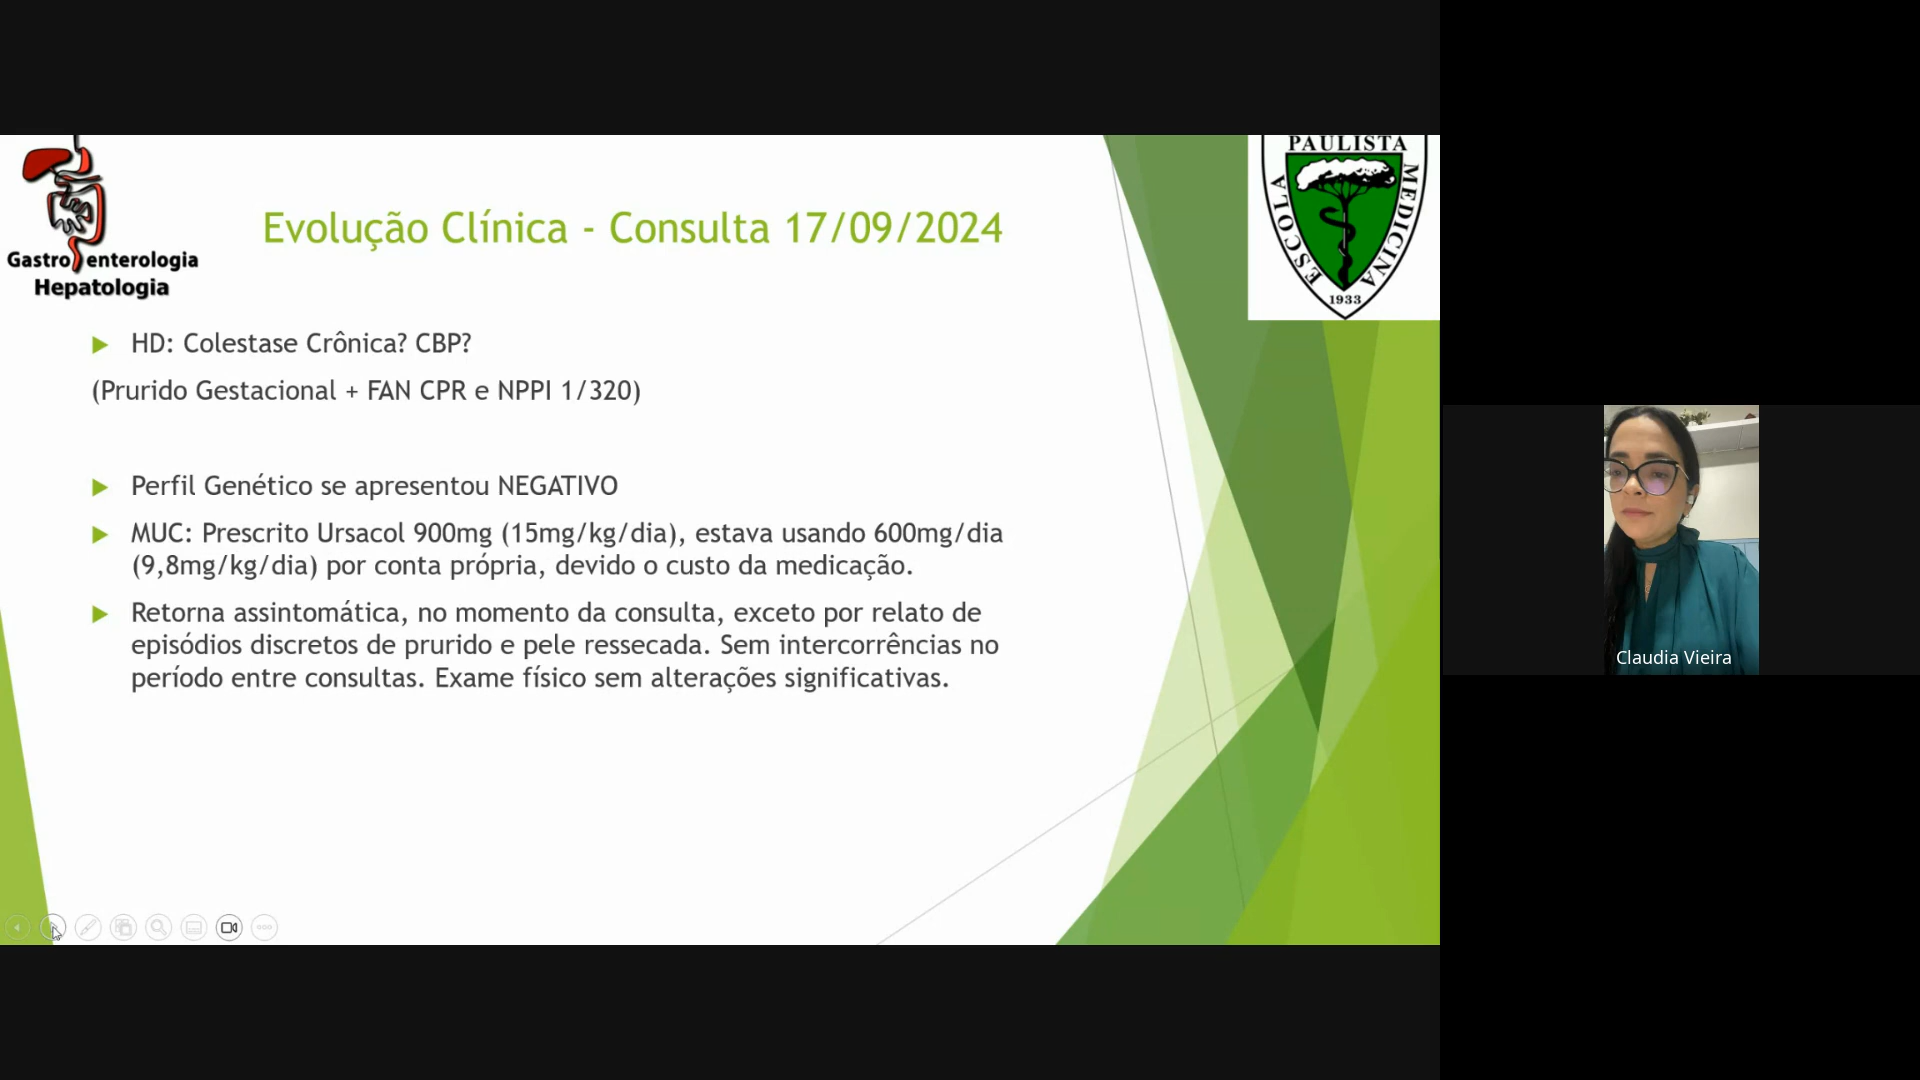 Gastroenterologia
Hepatologia
Evolução Clínica - Consulta 17/09/2024
ESCOLA PAULISTA MEDICINA
1933
HD: Colestase Crônica? CBP?
(Prurido Gestacional + FAN CPR e NPPI 1/320)
Perfil Genético se apresentou NEGATIVO
MUC: Prescrito Ursacol 900mg (15mg/kg/dia), estava usando 600mg/dia
(9,8mg/kg/dia) por conta própria, devido o custo da medicação.
Retorna assintomática, no momento da consulta, exceto por relato de
episódios discretos de prurido e pele ressecada. Sem intercorrências no
período entre consultas. Exame físico sem alterações significativas.
Claudia Vieira